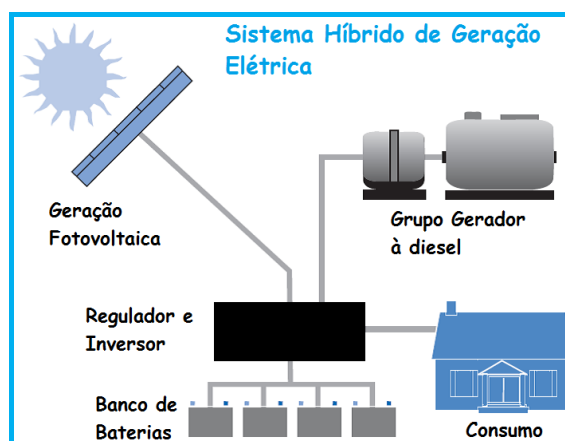 Sistema Híbrido de Geração
Elétrica
Geração
Fotovoltaica
Grupo Gerador
à diesel
Regulador e
Inversor
Banco de
Baterias
Consumo